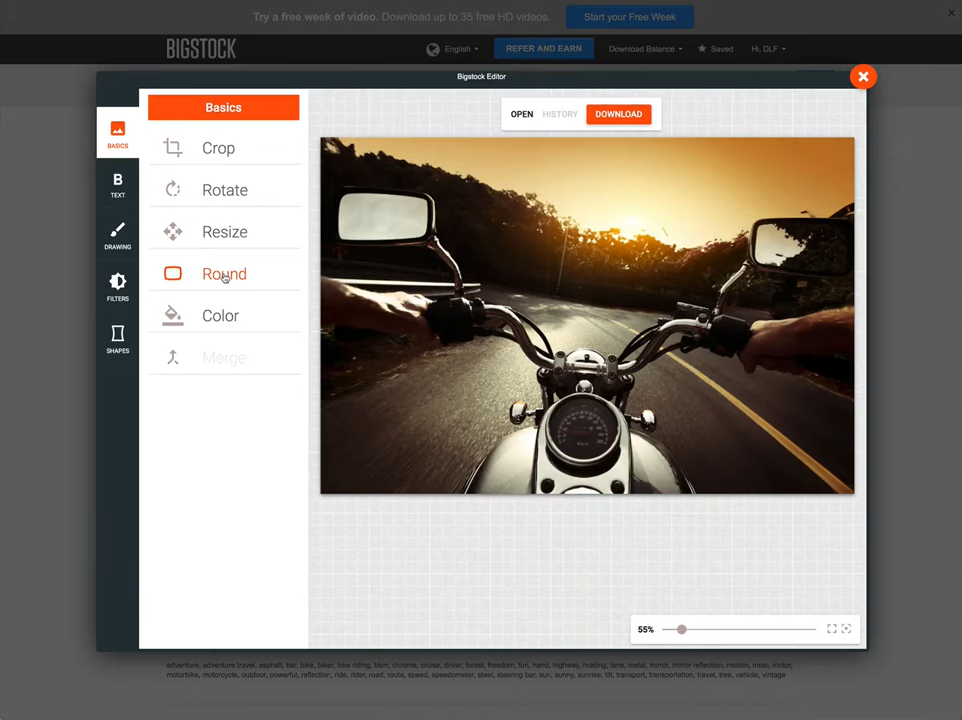 Try a free week of video. Download up to 35 free HD videos.
Start your Free Week
BIGSTOCK
English
REFER AND EARN
Download Balance
Saved
Hi, DLF
Bigstock Editor
BASICS
B
TEXT
DRAWING
FILTERS
SHAPES
Basics
Crop
Rotate
Resize
Round
Color
Merge
OPEN
HISTORY
DOWNLOAD
55%
adventure, adventure travel, asphalt, bar, bike, biker, bike riding, blurr, chrome, cruise, driver, forest, freedom, fun, hand, highway, holding, lane, metal, mirror, mirror reflection, motion, moto, motor,
motorbike, motorcycle, outdoor, powerful, reflection, ride, rider, road, route, speed, speedometer, steel, steering bar, sun, sunny, sunrise, tilt, transport, transportation, travel, tree, vehicle, vintage